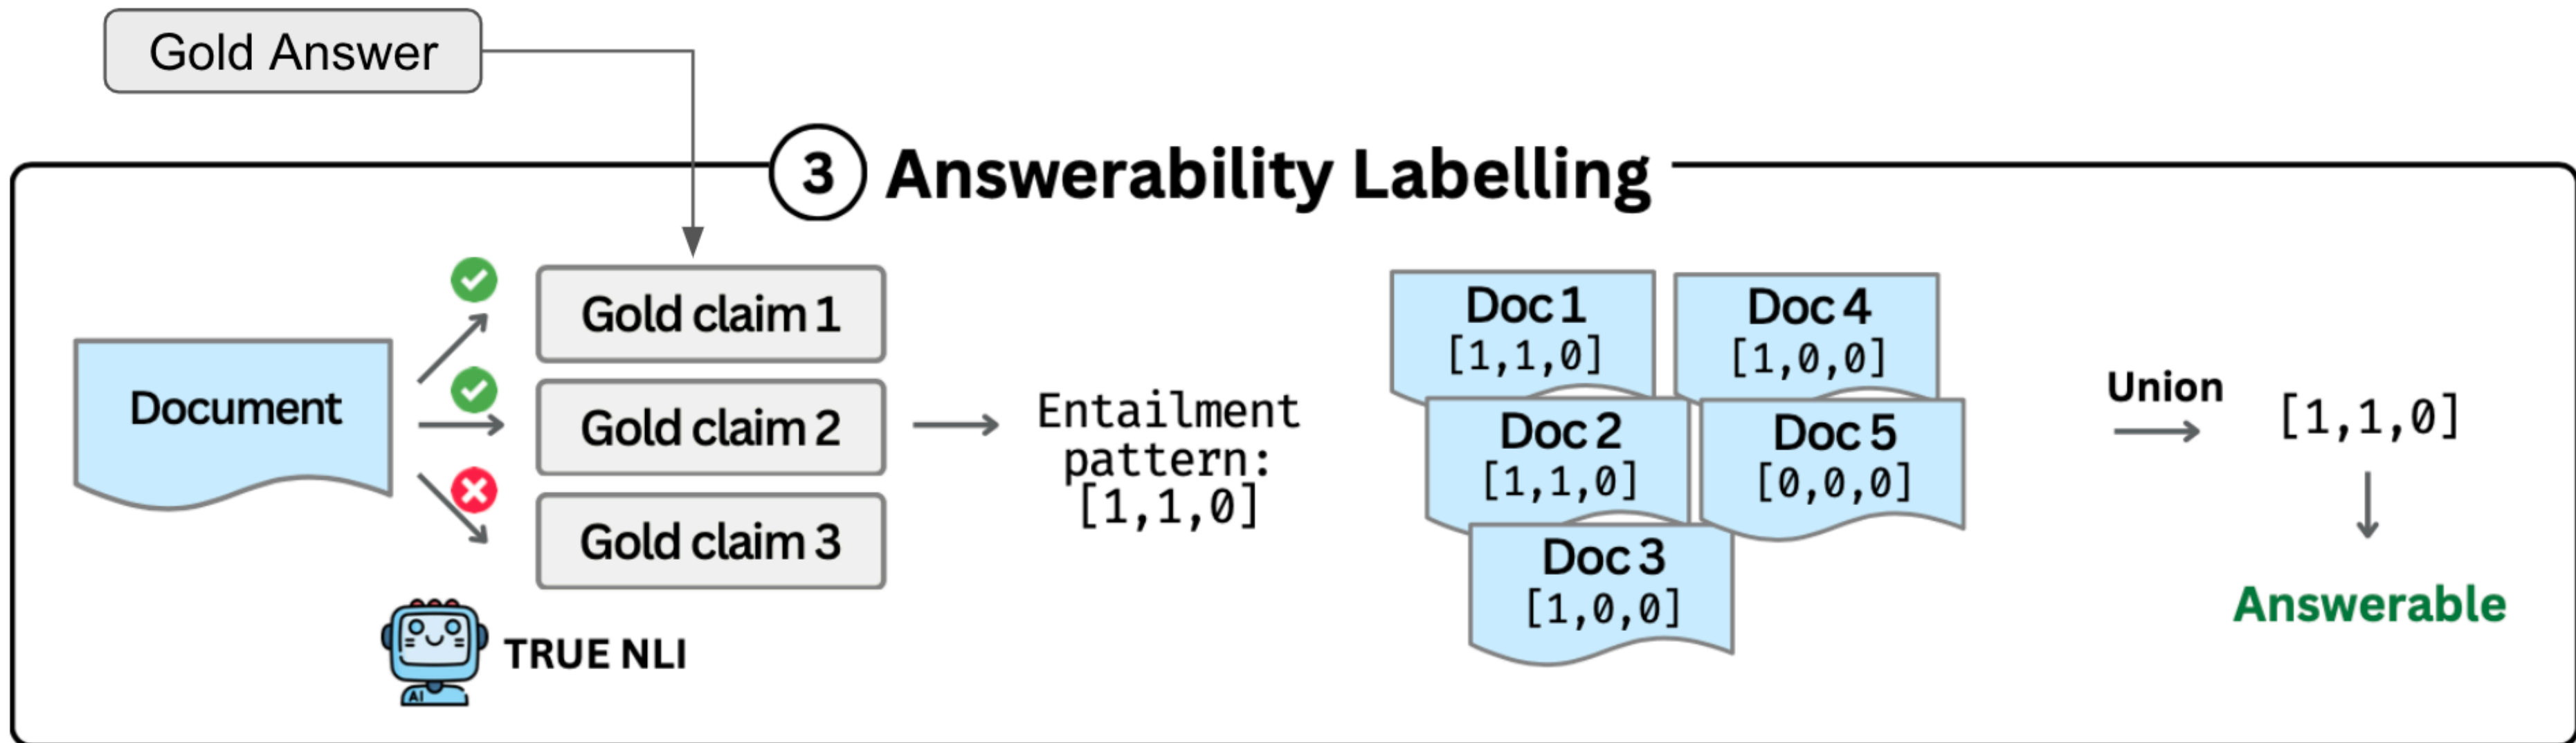 Gold Answer
3 Answerability Labelling
Document
Gold claim 1
Gold claim 2
Gold claim 3
TRUE NLI
AI
Entailment
pattern:
[1,1,0]
Doc 1
[1,1,0]
Doc 2
[1,1,0]
Doc 3
[1,0,0]
Doc 4
[1,0,0]
Doc 5
[0,0,0]
Union
[1,1,0]
Answerable